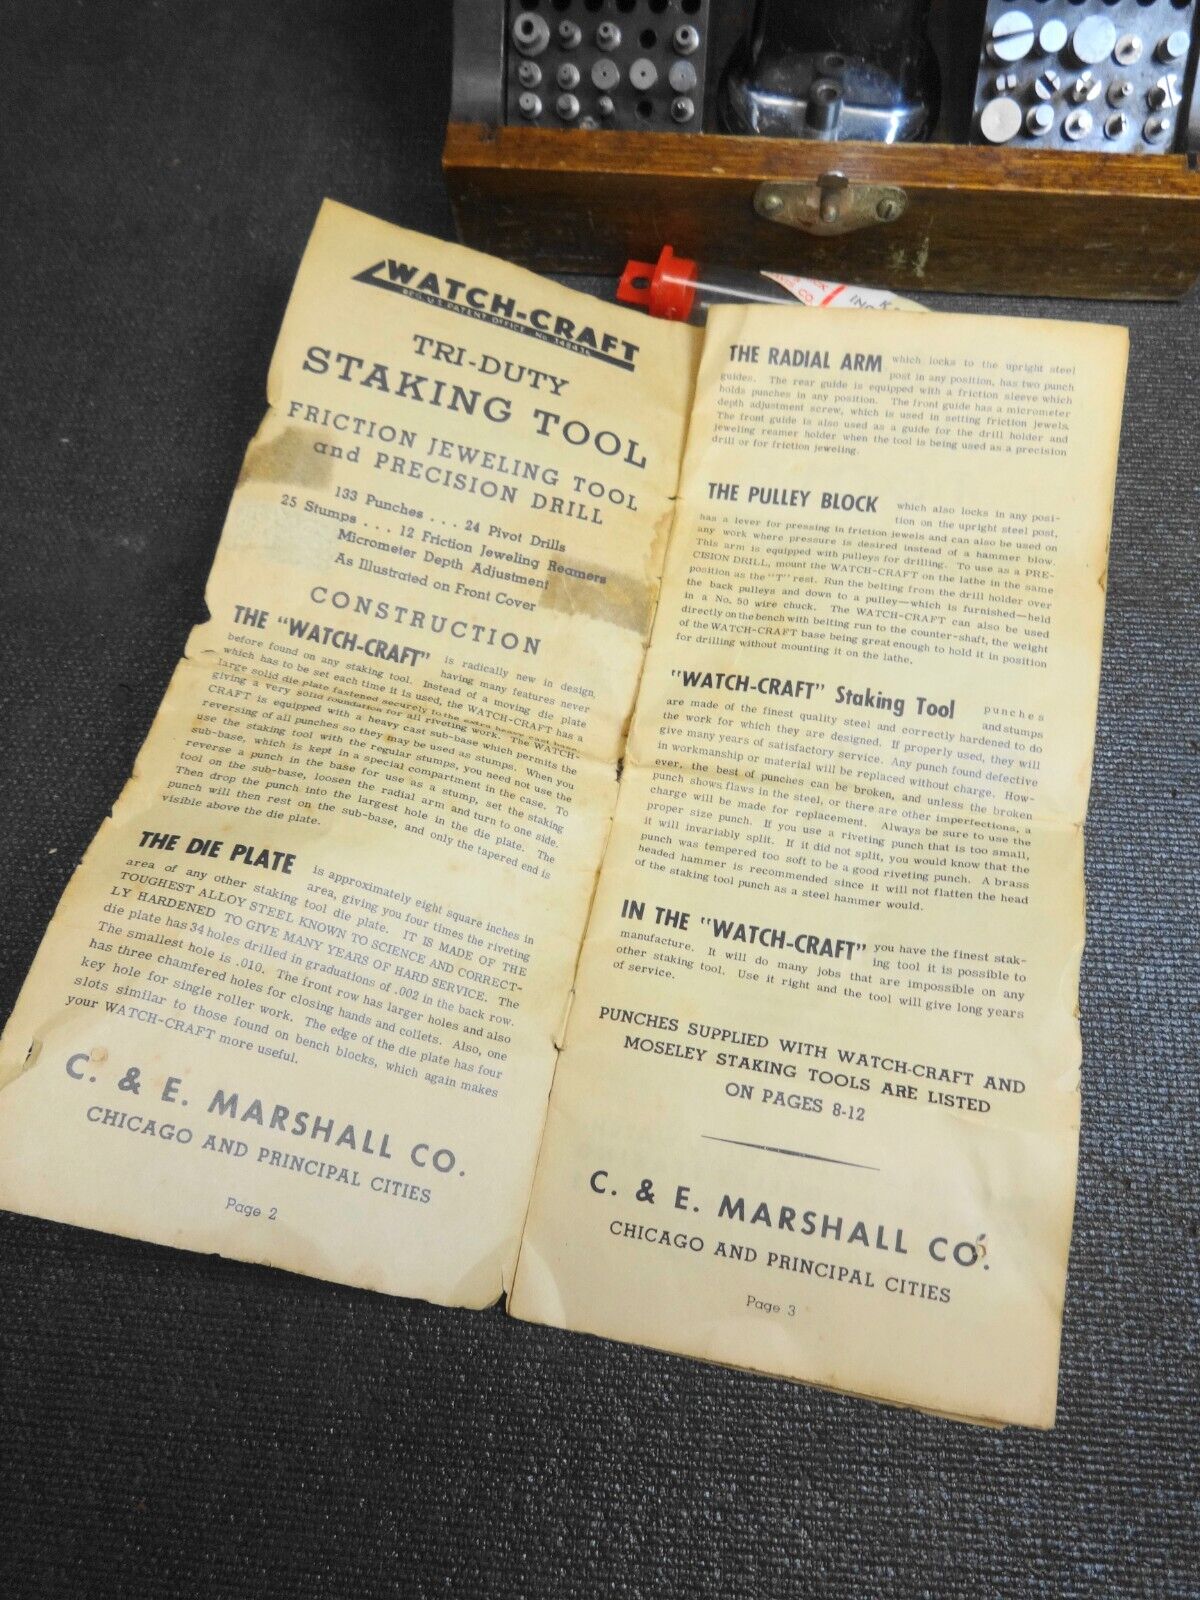 WATCH-CRAFT
REG. U.S. PATENT OFFICE No.
TRI-DUTY
STAKING TOOL
FRICTION JEWELING TOOL
and PRECISION DRILL
133 Punches . . . 24 Pivot Drills
25 Stumps . . . 12 Friction Jeweling Reamers
Micrometer Depth Adjustment
As Illustrated on Front Cover
CONSTRUCTION
THE "WATCH-CRAFT" is radically new in design,
having many features never
before found on any staking tool. Instead of a moving die plate
which has to be set each time it is used, the WATCH-CRAFT has a
large solid die plate fastened securely to the extra heavy cast base,
giving a very solid foundation for all riveting work. The WATCH-
CRAFT is equipped with a heavy cast sub-base which permits the
reversing of all punches so they may be used as stumps. When you
use the staking tool with the regular stumps, you need not use the
sub-base, which is kept in a special compartment in the case. To
reverse a punch in the base for use as a stump, set the staking
tool on the sub-base, loosen the radial arm and turn to one side.
Then drop the punch into the largest hole in the die plate. The
punch will then rest on the sub-base, and only the tapered end is
visible above the die plate.
THE DIE PLATE is approximately eight square inches in
area, giving you four times the riveting
area of any other staking tool die plate. IT IS MADE OF THE
TOUGHEST ALLOY STEEL KNOWN TO SCIENCE AND CORRECT-
LY HARDENED TO GIVE MANY YEARS OF HARD SERVICE. The
die plate has 34 holes drilled in graduations of .002 in the back row.
The smallest hole is .010. The front row has larger holes and also
has three chamfered holes for closing hands and collets. Also, one
key hole for single roller work. The edge of the die plate has four
slots similar to those found on bench blocks, which again makes
your WATCH-CRAFT more useful.
C. & E. MARSHALL CO.
CHICAGO AND PRINCIPAL CITIES
Page 2
THE RADIAL ARM which locks to the upright steel
post in any position, has two punch
guides. The rear guide is equipped with a friction sleeve which
holds punches in any position. The front guide has a micrometer
depth adjustment screw, which is used in setting friction jewels.
The front guide is also used as a guide for the drill holder and
jeweling reamer holder when the tool is being used as a precision
drill or for friction jeweling.
THE PULLEY BLOCK which also locks in any posi-
tion on the upright steel post,
has a lever for pressing in friction jewels and can also be used on
any work where pressure is desired instead of a hammer blow.
This arm is equipped with pulleys for drilling. To use as a PRE-
CISION DRILL, mount the WATCH-CRAFT on the lathe in the same
position as the "T" rest. Run the belting from the drill holder over
the back pulleys and down to a pulley—which is furnished—held
in a No. 50 wire chuck. The WATCH-CRAFT can also be used
directly on the bench with belting run to the counter-shaft, the weight
of the WATCH-CRAFT base being great enough to hold it in position
for drilling without mounting it on the lathe.
"WATCH-CRAFT" Staking Tool punches
and stumps
are made of the finest quality steel and correctly hardened to do
the work for which they are designed. If properly used, they will
give many years of satisfactory service. Any punch found defective
in workmanship or material will be replaced without charge. How-
ever, the best of punches can be broken, and unless the broken
punch shows flaws in the steel, or there are other imperfections, a
charge will be made for replacement. Always be sure to use the
proper size punch. If you use a riveting punch that is too small,
it will invariably split. If it did not split, you would know that the
punch was tempered too soft to be a good riveting punch. A brass
headed hammer is recommended since it will not flatten the head
of the staking tool punch as a steel hammer would.
IN THE "WATCH-CRAFT" you have the finest stak-
ing tool it is possible to
manufacture. It will do many jobs that are impossible on any
other staking tool. Use it right and the tool will give long years
of service.
PUNCHES SUPPLIED WITH WATCH-CRAFT AND
MOSELEY STAKING TOOLS ARE LISTED
ON PAGES 8-12
C. & E. MARSHALL CO.
CHICAGO AND PRINCIPAL CITIES
Page 3